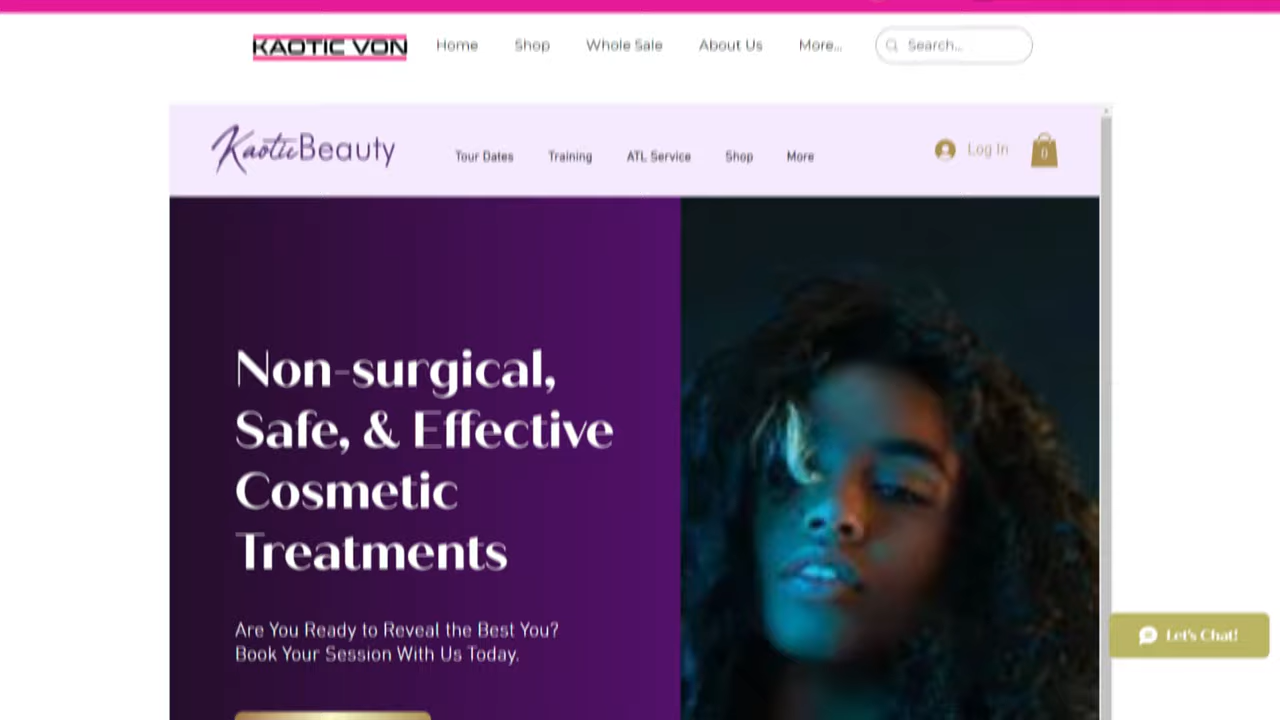 KAOTIC VON
Home
Shop
Whole Sale
About Us
More...
Search...
KaoticBeauty
Tour Dates
Training
ATL Service
Shop
More
Log In
0
Non-surgical,
Safe, & Effective
Cosmetic
Treatments
Are You Ready to Reveal the Best You?
Book Your Session With Us Today.
Let's Chat!